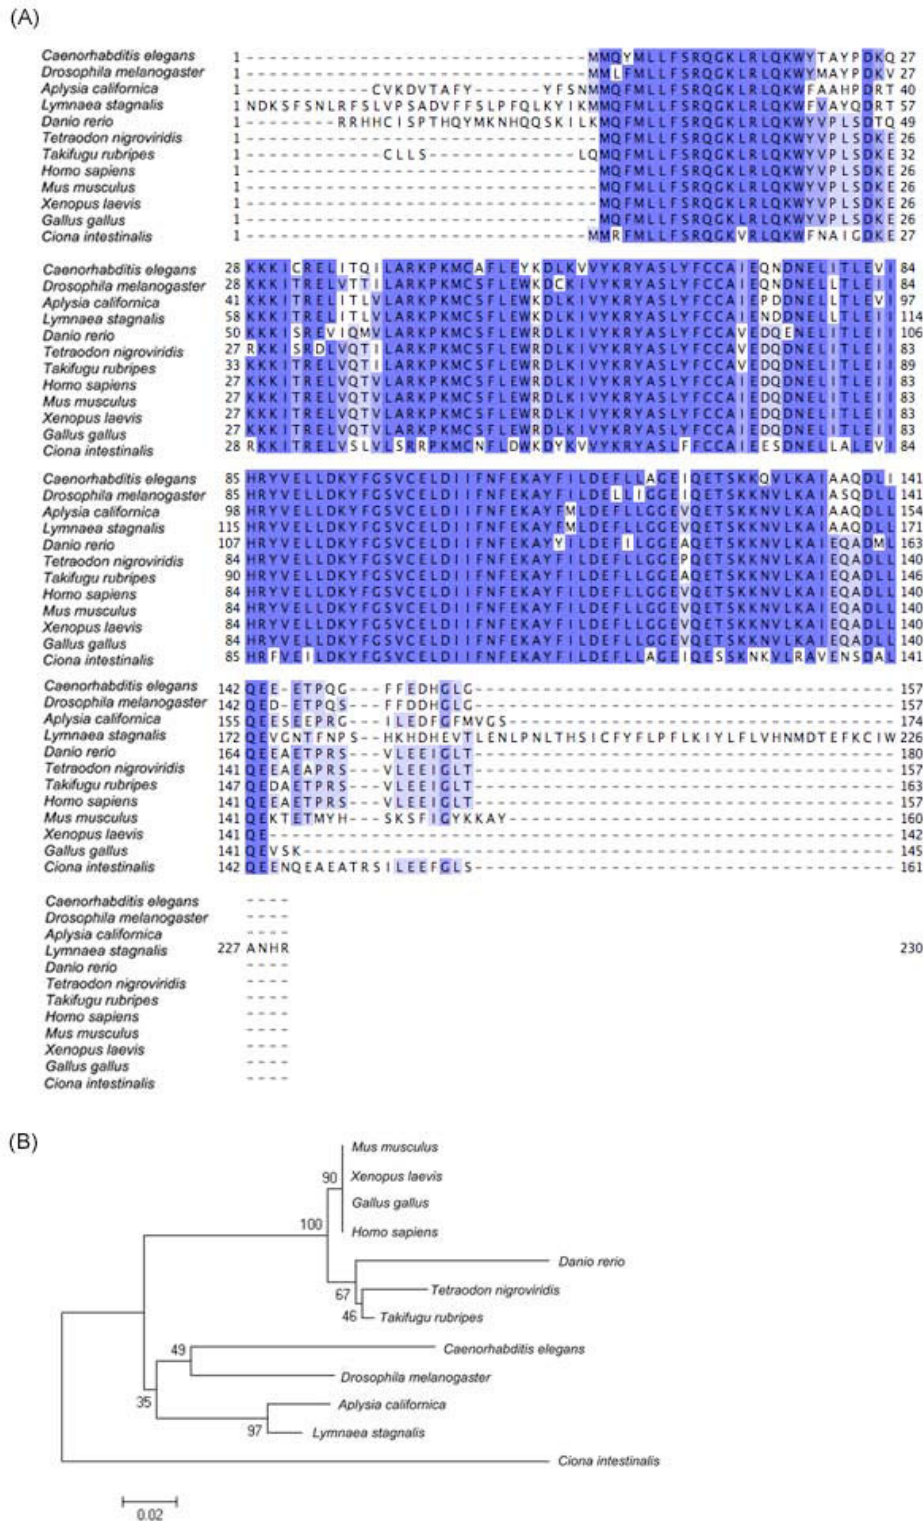 (A)
Caenorhabditis elegans 1 ------------------------------MMQYMLLFSRQGKLRLQKWYTAYPDKQ 27
Drosophila melanogaster 1 ------------------------------MMLFMLLFSRQGKLRLQKWYMAYPDKV 27
Aplysia californica 1 -----------CVKDVTAFY------YFSNMMQFMLLFSRQGKLRLQKWFAAHPDRT 40
Lymnaea stagnalis 1 NDKSFSNLRFSLVPSADVFFSLPFQLKYIKMMQFMLLFSRQGKLRLQKWFVAYQDRT 57
Danio rerio 1 --------RRHHCISPTHQYMKNHQQSKILKMQFMLLFSRQGKLRLQKWYVPLSDTQ 49
Tetraodon nigroviridis 1 -------------------------------MQFMLLFSRQGKLRLQKWYVPLSDKE 26
Takifugu rubripes 1 ------------CLLS-------------LQMQFMLLFSRQGKLRLQKWYVPLSDKE 32
Homo sapiens 1 -------------------------------MQFMLLFSRQGKLRLQKWYVPLSDKE 26
Mus musculus 1 -------------------------------MQFMLLFSRQGKLRLQKWYVPLSDKE 26
Xenopus laevis 1 -------------------------------MQFMLLFSRQGKLRLQKWYVPLSDKE 26
Gallus gallus 1 -------------------------------MQFMLLFSRQGKLRLQKWYVPLSDKE 26
Ciona intestinalis 1 ------------------------------MMRFMLLFSRQGKVRLQKWFNAIGDKE 27
Caenorhabditis elegans 28 KKKICRELITQILARKPKMCAFLEYKDLKVVYKRYASLYFCCAIEQNDNELITLEVI 84
Drosophila melanogaster 28 KKKITRELVTTILARKPKMCSFLEWKDCKIVYKRYASLYFCCAIEQNDNELLTLEII 84
Aplysia californica 41 KKKITRELITLVLARKPKMCSFLEWKDLKIVYKRYASLYFCCAIEPDDNELITLEVI 97
Lymnaea stagnalis 58 KKKITRELITLVLARKPKMCSFLEWKDLKIVYKRYASLYFCCAIENDDNELLTLEII 114
Danio rerio 50 KKKISREVIQMVLARKPKMCSFLEWRDLKIVYKRYASLYFCCAVEDQENELITLEII 106
Tetraodon nigroviridis 27 RKKISRDLVQTILARKPKMCSFLEWRDLKIVYKRYASLYFCCAVEDQDNELITLEII 83
Takifugu rubripes 33 KKKITRELVQTILARKPKMCSFLEWRDLKIVYKRYASLYFCCAVEDQDNELITLEII 89
Homo sapiens 27 KKKITRELVQTVLARKPKMCSFLEWRDLKIVYKRYASLYFCCAIEDQDNELITLEII 83
Mus musculus 27 KKKITRELVQTVLARKPKMCSFLEWRDLKIVYKRYASLYFCCAIEDQDNELITLEII 83
Xenopus laevis 27 KKKITRELVQTVLARKPKMCSFLEWRDLKIVYKRYASLYFCCAIEDQDNELITLEII 83
Gallus gallus 27 KKKITRELVQTVLARKPKMCSFLEWRDLKIVYKRYASLYFCCAIEDQDNELITLEII 83
Ciona intestinalis 28 RKKITRELVSLVLSRRPKMCNFLDWKDYKVVYKRYASLFFCCAIEESDNELLALEVI 84
Caenorhabditis elegans 85 HRYVELLDKYFGSVCELDIIFNFEKAYFILDEFLLAGEIQETSKKQVLKAIAAQDLI 141
Drosophila melanogaster 85 HRYVELLDKYFGSVCELDIIFNFEKAYFILDELLIGGEIQETSKKNVLKAIASQDLL 141
Aplysia californica 98 HRYVELLDKYFGSVCELDIIFNFEKAYFMLDEFLLGGEVQETSKKNVLKAIAAQDLL 154
Lymnaea stagnalis 115 HRYVELLDKYFGSVCELDIIFNFEKAYFMLDEFLLGGEIQETSKKNVLKAIAAQDLL 171
Danio rerio 107 HRYVELLDKYFGSVCELDIIFNFEKAYYILDEFILGGEAQETSKKNVLKAIEQADML 163
Tetraodon nigroviridis 84 HRYVELLDKYFGSVCELDIIFNFEKAYFILDEFLLGGEPQETSKKNVLKAIEQADLL 140
Takifugu rubripes 90 HRYVELLDKYFGSVCELDIIFNFEKAYFILDEFLLGGEAQETSKKNVLKAIEQADLL 146
Homo sapiens 84 HRYVELLDKYFGSVCELDIIFNFEKAYFILDEFLLGGEVQETSKKNVLKAIEQADLL 140
Mus musculus 84 HRYVELLDKYFGSVCELDIIFNFEKAYFILDEFLLGGEVQETSKKNVLKAIEQADLL 140
Xenopus laevis 84 HRYVELLDKYFGSVCELDIIFNFEKAYFILDEFLLGGEVQETSKKNVLKAIEQADLL 140
Gallus gallus 84 HRYVELLDKYFGSVCELDIIFNFEKAYFILDEFLLGGEVQETSKKNVLKAIEQADLL 140
Ciona intestinalis 85 HRFVEILDKYFGSVCELDIIFNFEKAYFILDEFLLAGEIQESSKNKVLRAVENSDAL 141
Caenorhabditis elegans 142 QEE-ETPQG---FFEDHGLG------------------------------------- 157
Drosophila melanogaster 142 QED-ETPQS---FFDDHGLG------------------------------------- 157
Aplysia californica 155 QEESEEPRG---ILEDFGFMVGS---------------------------------- 174
Lymnaea stagnalis 172 QEVGNTFNPS--HKHDHEVTLENLPNLTHSICFYFLPFLKIYLFLVHNMDTEFKCIW 226
Danio rerio 164 QEEAETPRS---VLEEIGLT------------------------------------- 180
Tetraodon nigroviridis 141 QEEAEAPRS---VLEEIGLT------------------------------------- 157
Takifugu rubripes 147 QEDAETPRS---VLEEIGLT------------------------------------- 163
Homo sapiens 141 QEEAETPRS---VLEEIGLT------------------------------------- 157
Mus musculus 141 QEKTETMYH---SKSFIGYKKAY---------------------------------- 160
Xenopus laevis 141 QE------------------------------------------------------- 142
Gallus gallus 141 QEVSK---------------------------------------------------- 145
Ciona intestinalis 142 QEENQEAEATRSILEEFGLS------------------------------------- 161
Caenorhabditis elegans ----
Drosophila melanogaster ----
Aplysia californica ----
Lymnaea stagnalis 227 ANHR 230
Danio rerio ----
Tetraodon nigroviridis ----
Takifugu rubripes ----
Homo sapiens ----
Mus musculus ----
Xenopus laevis ----
Gallus gallus ----
Ciona intestinalis ----
(B)
Mus musculus
90
Xenopus laevis
Gallus gallus
100
Homo sapiens
Danio rerio
67
Tetraodon nigroviridis
46
Takifugu rubripes
49
Caenorhabditis elegans
Drosophila melanogaster
35
Aplysia californica
97
Lymnaea stagnalis
Ciona intestinalis
0.02